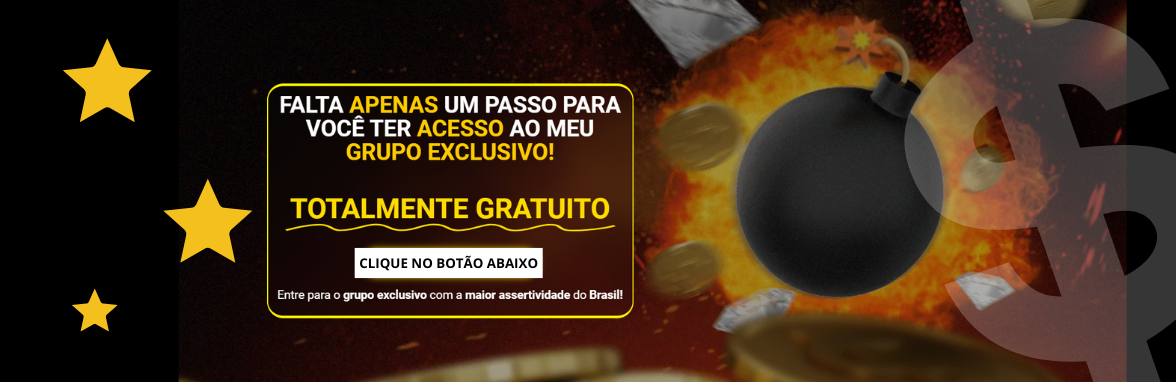 FALTA APENAS UM PASSO PARA
VOCÊ TER ACESSO AO MEU
GRUPO EXCLUSIVO!
TOTALMENTE GRATUITO
CLIQUE NO BOTÃO ABAIXO
Entre para o grupo exclusivo com a maior assertividade do Brasil!